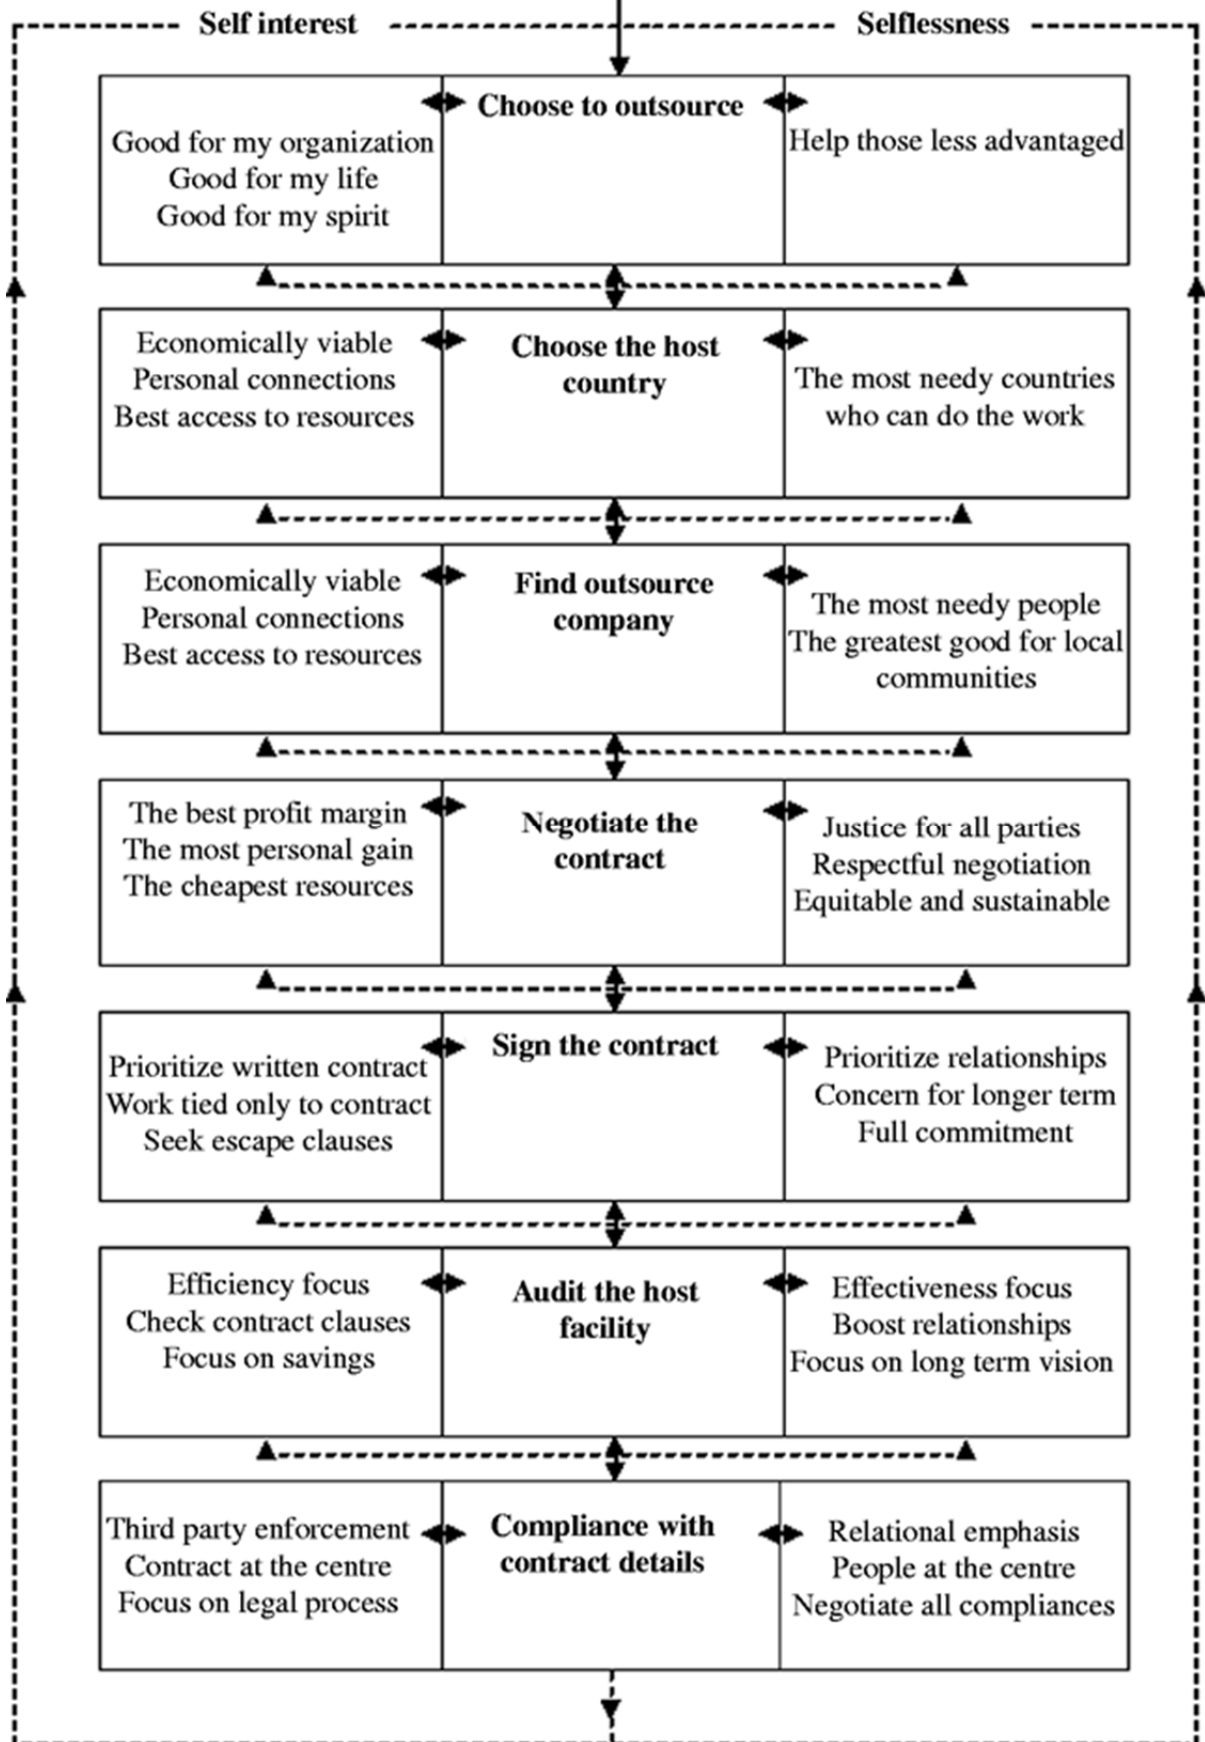 Self interest
Selflessness
Choose to outsource
Good for my organization
Good for my life
Good for my spirit
Help those less advantaged
Economically viable
Personal connections
Best access to resources
Choose the host
country
The most needy countries
who can do the work
Economically viable
Personal connections
Best access to resources
Find outsource
company
The most needy people
The greatest good for local
communities
The best profit margin
The most personal gain
The cheapest resources
Negotiate the
contract
Justice for all parties
Respectful negotiation
Equitable and sustainable
Prioritize written contract
Work tied only to contract
Seek escape clauses
Sign the contract
Prioritize relationships
Concern for longer term
Full commitment
Efficiency focus
Check contract clauses
Focus on savings
Audit the host
facility
Effectiveness focus
Boost relationships
Focus on long term vision
Third party enforcement
Contract at the centre
Focus on legal process
Compliance with
contract details
Relational emphasis
People at the centre
Negotiate all compliances